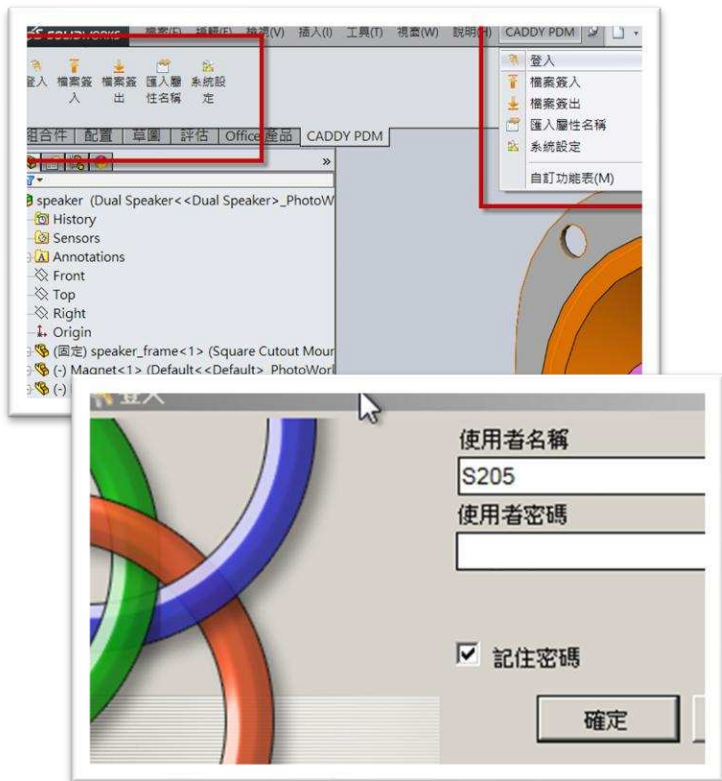 SOLIDWORKS 檔案(F) 編輯(E) 檢視(V) 插入(I) 工具(T) 視窗(W) 說明(H) CADDY PDM
登入 檔案簽入 檔案簽出 匯入屬性名稱 系統設定
登入
檔案簽入
檔案簽出
匯入屬性名稱
系統設定
自訂功能表(M)
組合件 配置 草圖 評估 Office 產品 CADDY PDM
»
speaker (Dual Speaker<<Dual Speaker>_PhotoW
History
Sensors
Annotations
Front
Top
Right
Origin
(固定) speaker_frame<1> (Square Cutout Mour
(-) Magnet<1> (Default<<Default>_PhotoWorl
(-)
登入
使用者名稱
S205
使用者密碼
記住密碼
確定